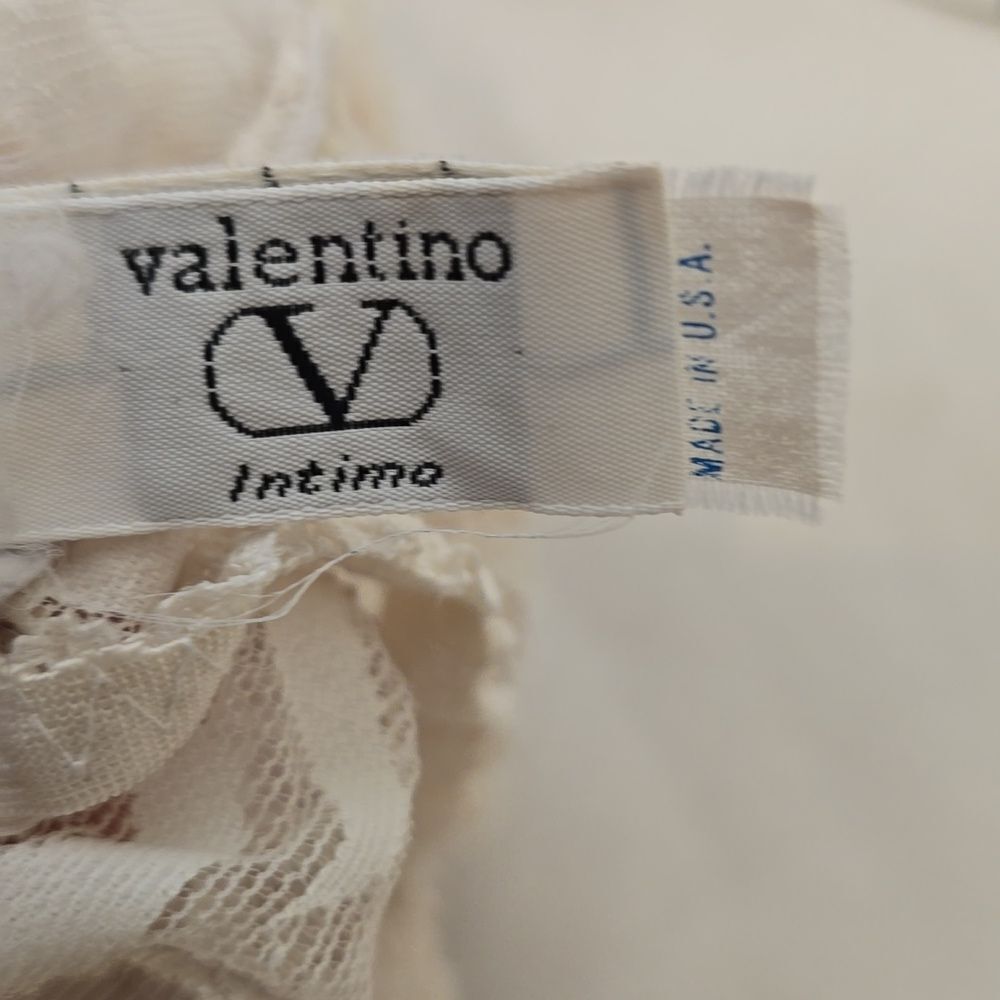 valentino
V
Intimo
MADE IN U.S.A.